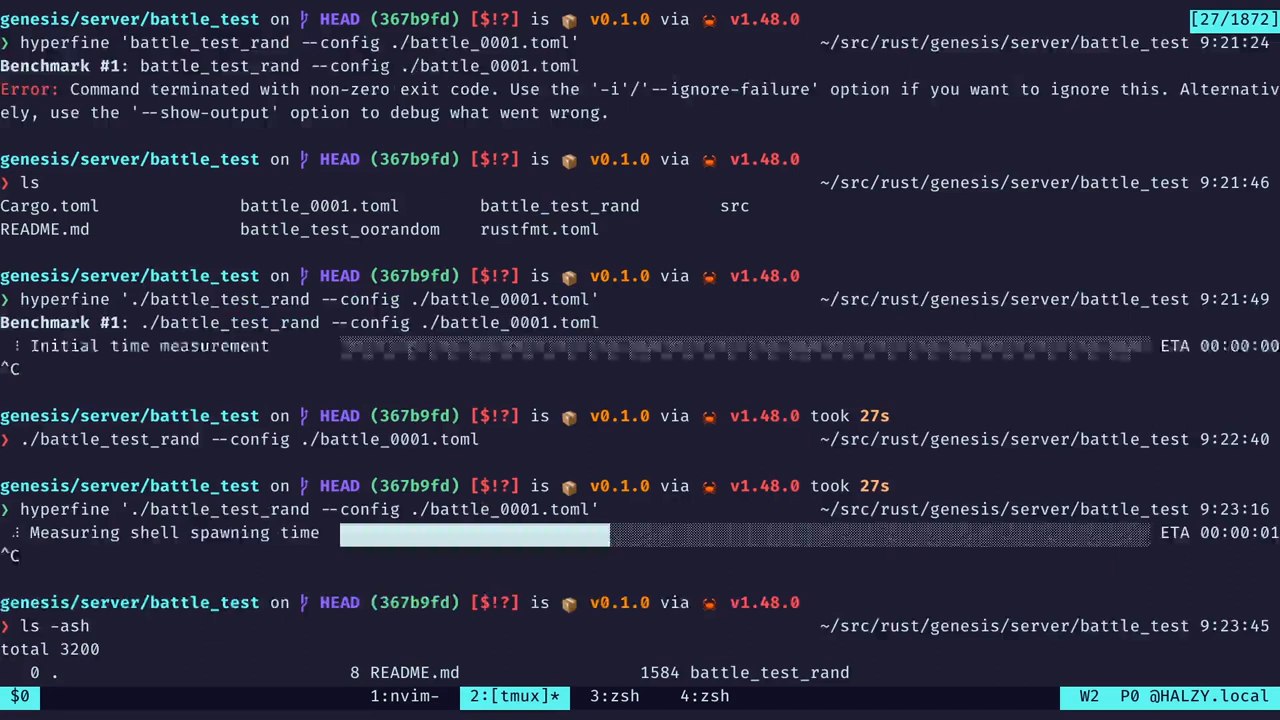 genesis/server/battle_test on HEAD (367b9fd) [$!?] is 📦 v0.1.0 via 🦀 v1.48.0 [27/1872]
❯ hyperfine 'battle_test_rand --config ./battle_0001.toml' ~/src/rust/genesis/server/battle_test 9:21:24
Benchmark #1: battle_test_rand --config ./battle_0001.toml
Error: Command terminated with non-zero exit code. Use the '-i'/'--ignore-failure' option if you want to ignore this. Alternativ
ely, use the '--show-output' option to debug what went wrong.
genesis/server/battle_test on HEAD (367b9fd) [$!?] is 📦 v0.1.0 via 🦀 v1.48.0
❯ ls ~/src/rust/genesis/server/battle_test 9:21:46
Cargo.toml battle_0001.toml battle_test_rand src
README.md battle_test_oorandom rustfmt.toml
genesis/server/battle_test on HEAD (367b9fd) [$!?] is 📦 v0.1.0 via 🦀 v1.48.0
❯ hyperfine './battle_test_rand --config ./battle_0001.toml' ~/src/rust/genesis/server/battle_test 9:21:49
Benchmark #1: ./battle_test_rand --config ./battle_0001.toml
⠸ Initial time measurement ETA 00:00:00
^C
genesis/server/battle_test on HEAD (367b9fd) [$!?] is 📦 v0.1.0 via 🦀 v1.48.0 took 27s
❯ ./battle_test_rand --config ./battle_0001.toml ~/src/rust/genesis/server/battle_test 9:22:40
genesis/server/battle_test on HEAD (367b9fd) [$!?] is 📦 v0.1.0 via 🦀 v1.48.0 took 27s
❯ hyperfine './battle_test_rand --config ./battle_0001.toml' ~/src/rust/genesis/server/battle_test 9:23:16
⠼ Measuring shell spawning time ETA 00:00:01
^C
genesis/server/battle_test on HEAD (367b9fd) [$!?] is 📦 v0.1.0 via 🦀 v1.48.0
❯ ls -ash ~/src/rust/genesis/server/battle_test 9:23:45
total 3200
0 . 8 README.md 1584 battle_test_rand
$0 1:nvim- 2:[tmux]* 3:zsh 4:zsh W2 P0 @HALZY.local